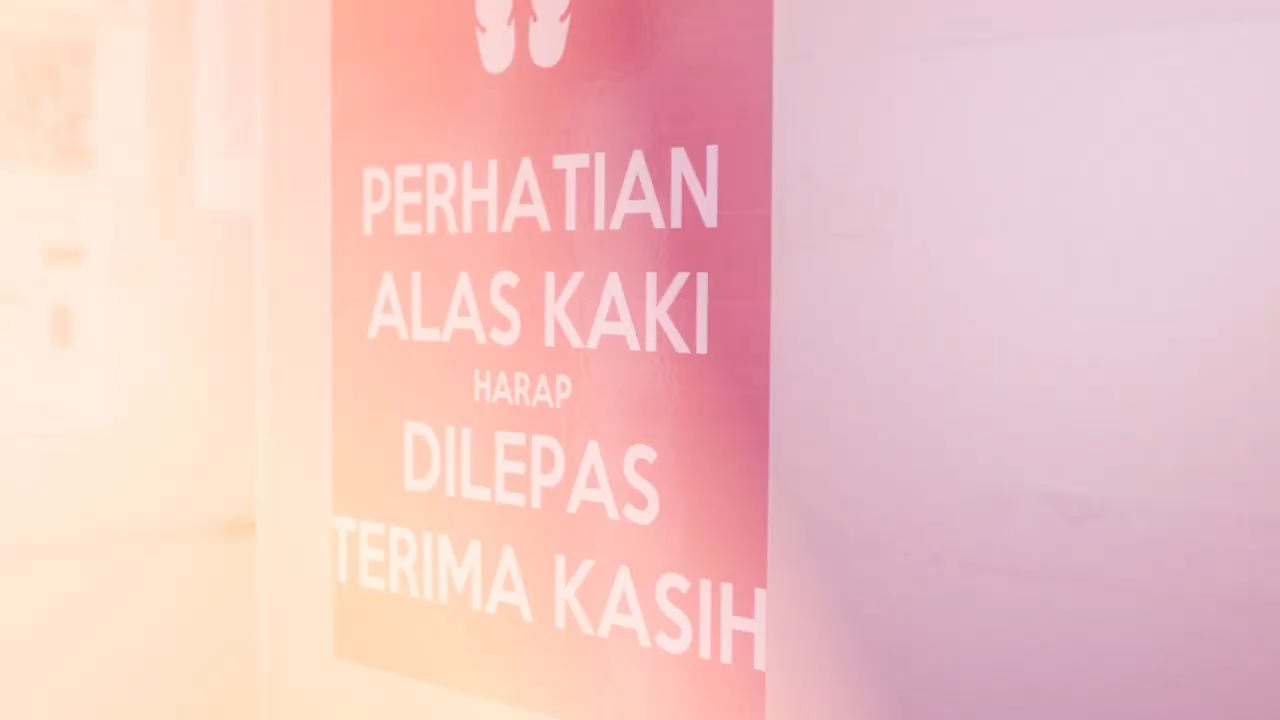 PERHATIAN
ALAS KAKI
HARAP
DILEPAS
TERIMA KASIH